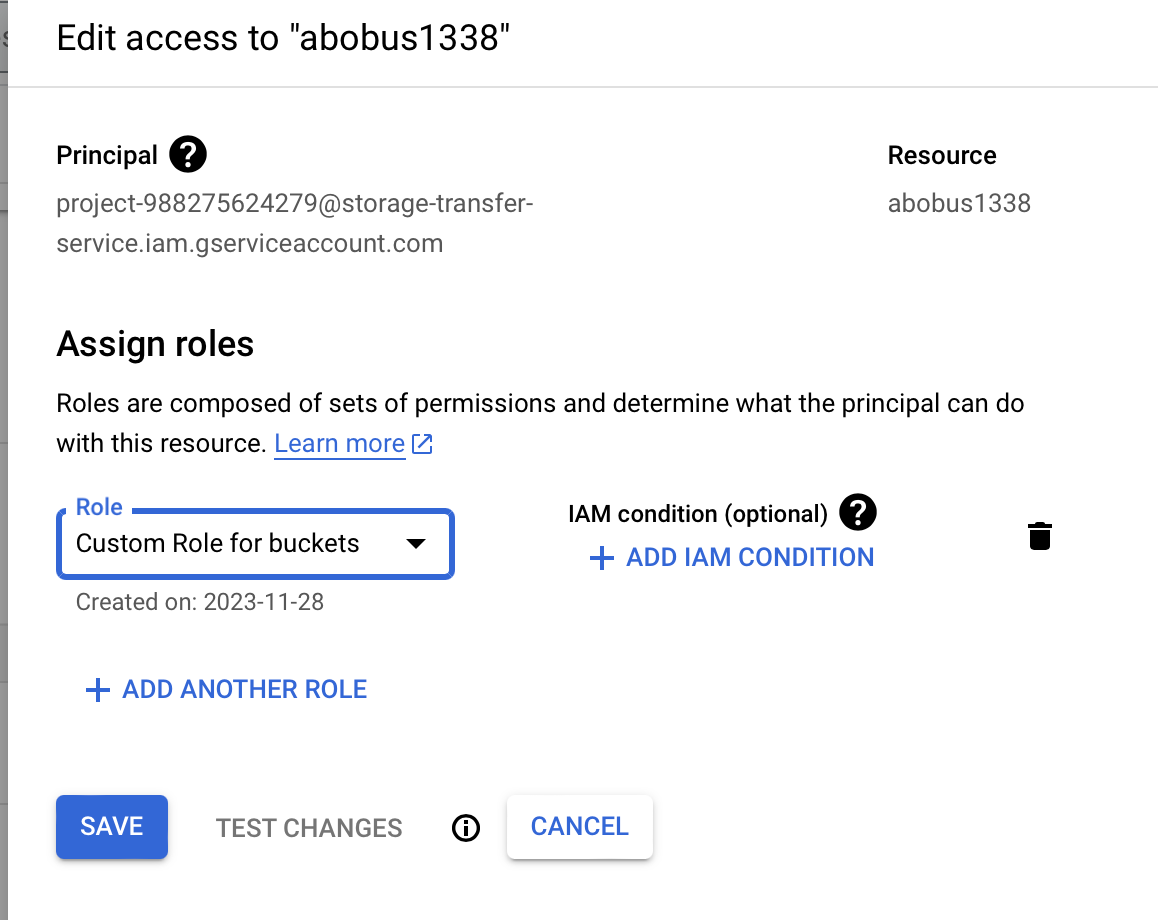 Edit access to "abobus1338"
Principal
Resource
project-988275624279@storage-transfer-
service.iam.gserviceaccount.com
abobus1338
Assign roles
Roles are composed of sets of permissions and determine what the principal can do
with this resource. Learn more
Role
Custom Role for buckets
Created on: 2023-11-28
IAM condition (optional)
ADD IAM CONDITION
ADD ANOTHER ROLE
SAVE
TEST CHANGES
CANCEL